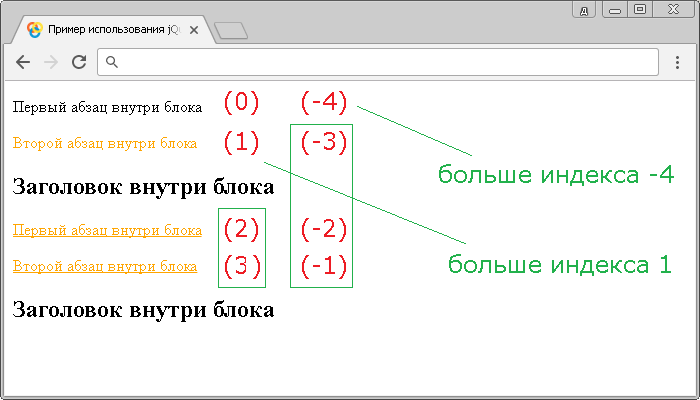 д
Пример использования jQ
Первый абзац внутри блока (0) (-4)
Второй абзац внутри блока (1) (-3)
больше индекса -4
Заголовок внутри блока
Первый абзац внутри блока (2) (-2)
Второй абзац внутри блока (3) (-1)
больше индекса 1
Заголовок внутри блока